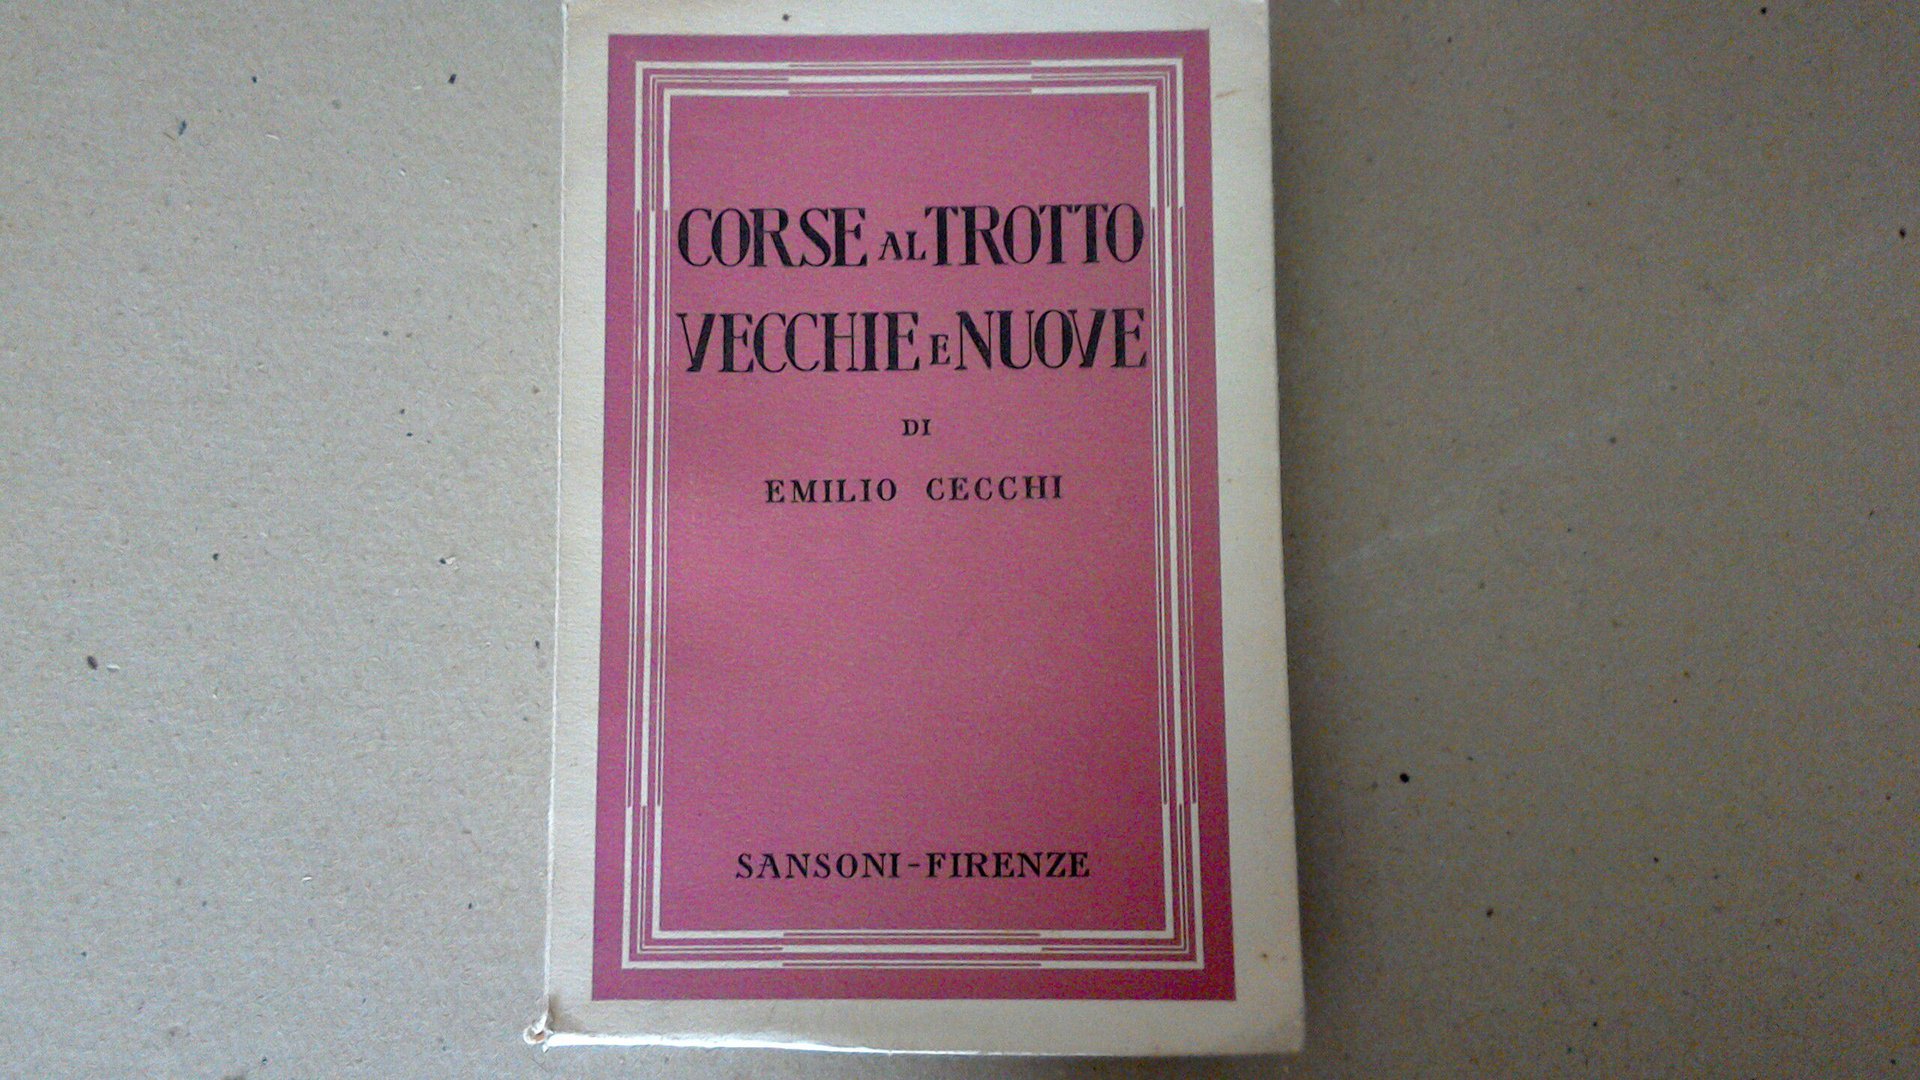 CORSE AL TROTTO
VECCHIE E NUOVE
DI
EMILIO CECCHI
SANSONI-FIRENZE